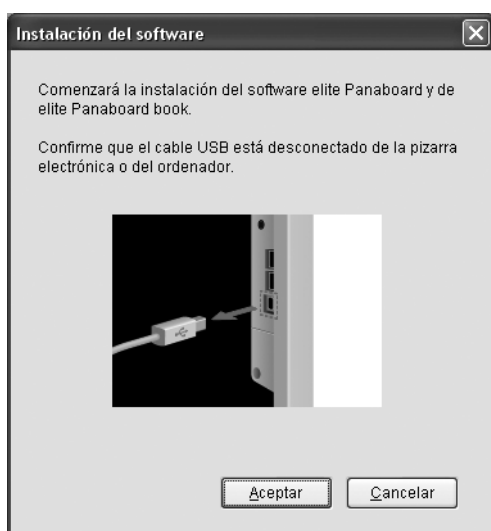 Instalación del software
Comenzará la instalación del software elite Panaboard y de
elite Panaboard book.
Confirme que el cable USB está desconectado de la pizarra
electrónica o del ordenador.
Aceptar
Cancelar